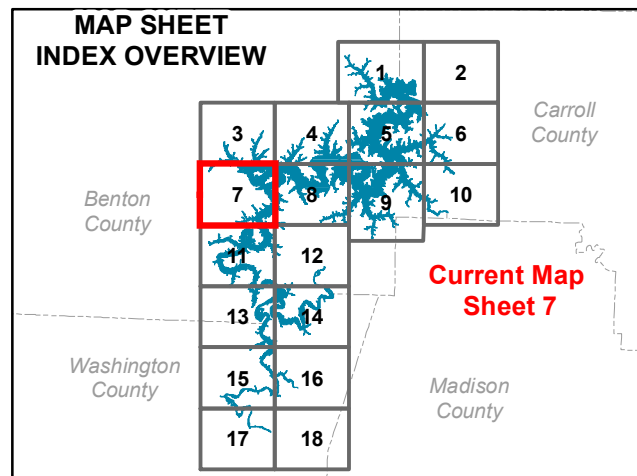 MAP SHEET
INDEX OVERVIEW
1
2
Carroll
County
3
4
5
6
Benton
County
7
8
9
10
11
12
Current Map
Sheet 7
13
14
Washington
County
15
16
Madison
County
17
18